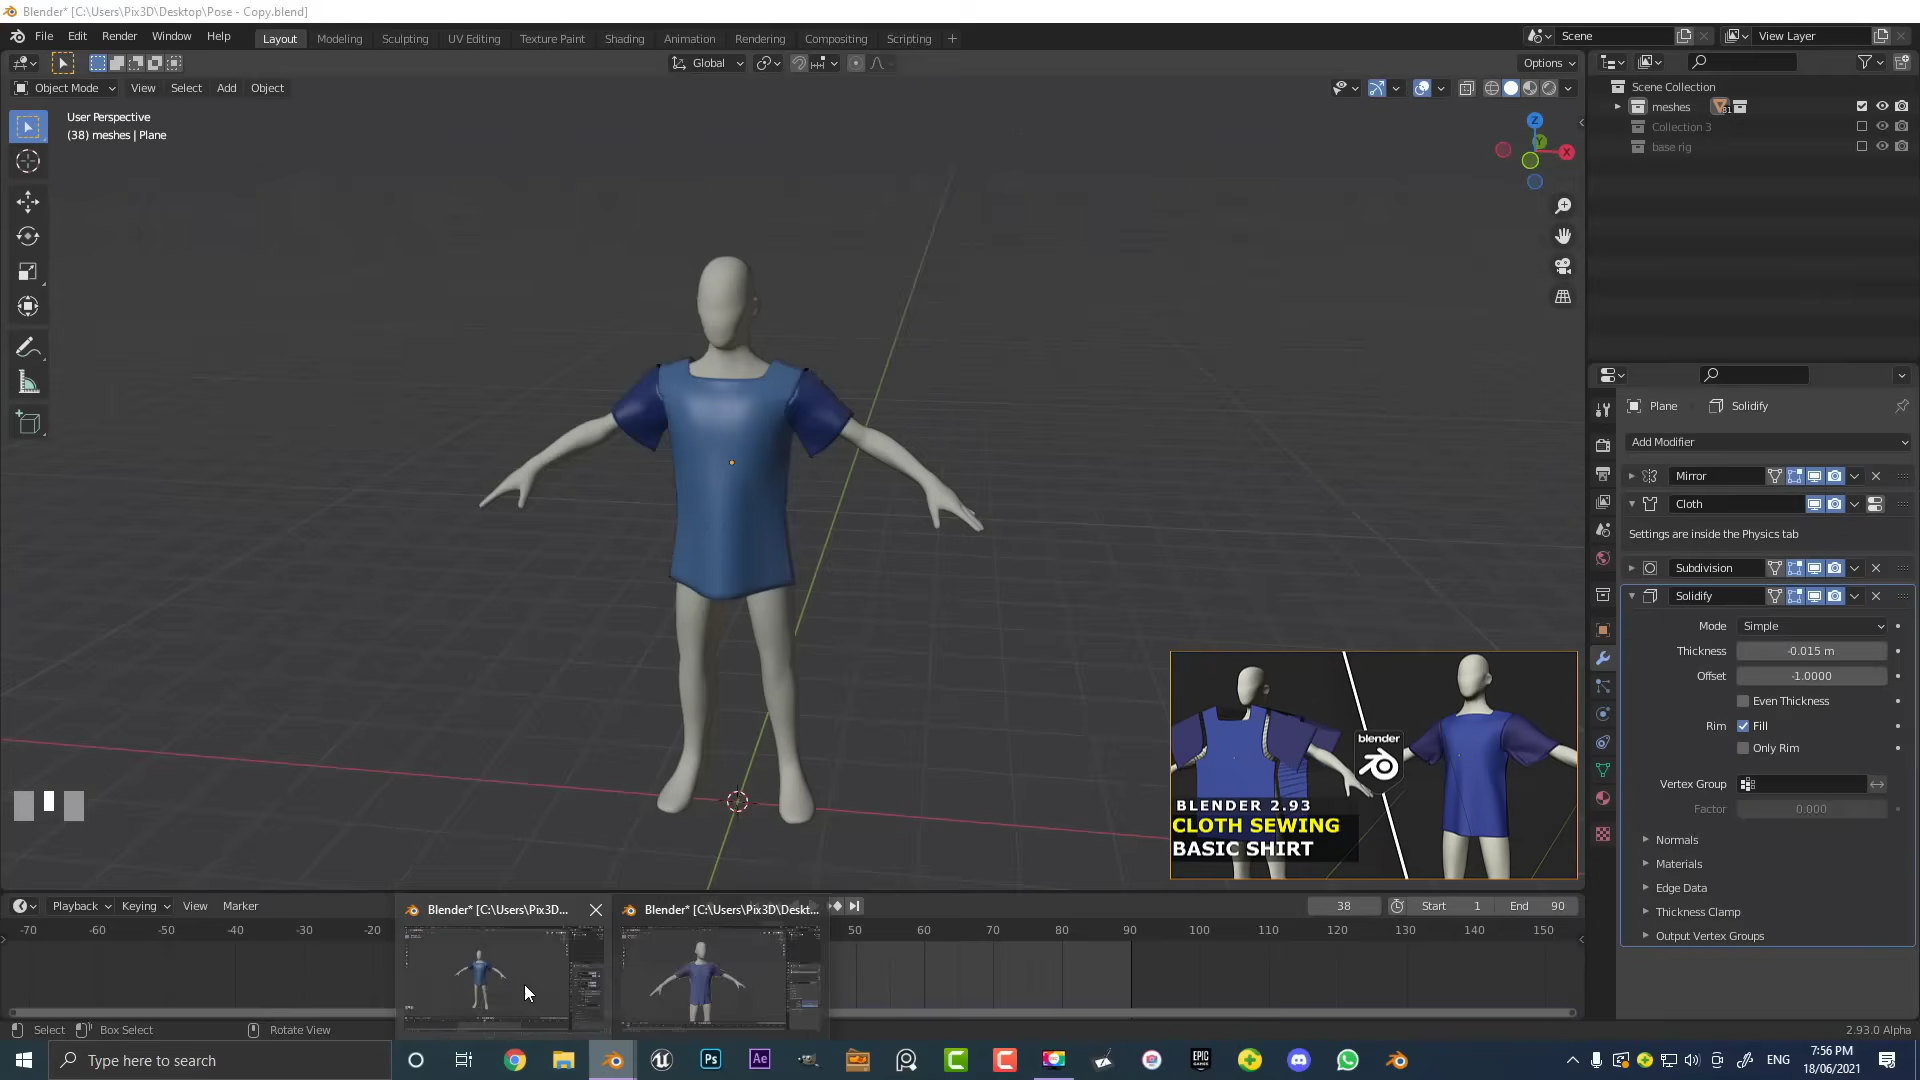 Blender* [C:\Users\Pix3D\Desktop\Pose - Copy.blend]
File Edit Render Window Help
Layout Modeling Sculpting UV Editing Texture Paint Shading Animation Rendering Compositing Scripting
Scene
View Layer
Global
Options
Object Mode View Select Add Object
User Perspective
(38) meshes | Plane
Z
Y
X
Scene Collection
meshes
81
Collection 3
base rig
Plane Solidify
Add Modifier
Mirror
Cloth
Settings are inside the Physics tab
Subdivision
Solidify
Mode Simple
Thickness -0.015 m
Offset -1.0000
Even Thickness
Rim Fill
Only Rim
Vertex Group
Factor 0.000
Normals
Materials
Edge Data
Thickness Clamp
Output Vertex Groups
blender
BLENDER 2.93
CLOTH SEWING
BASIC SHIRT
Playback Keying View Marker
38 Start 1 End 90
-70 -60 -50 -40 -30 -20 50 60 70 80 90 100 110 120 130 140 150
Blender* [C:\Users\Pix3D...
Blender* [C:\Users\Pix3D\Deskt...
Select Box Select Rotate View
2.93.0 Alpha
Type here to search
Ps
Ae
EPIC GAMES
ENG
7:56 PM
18/06/2021